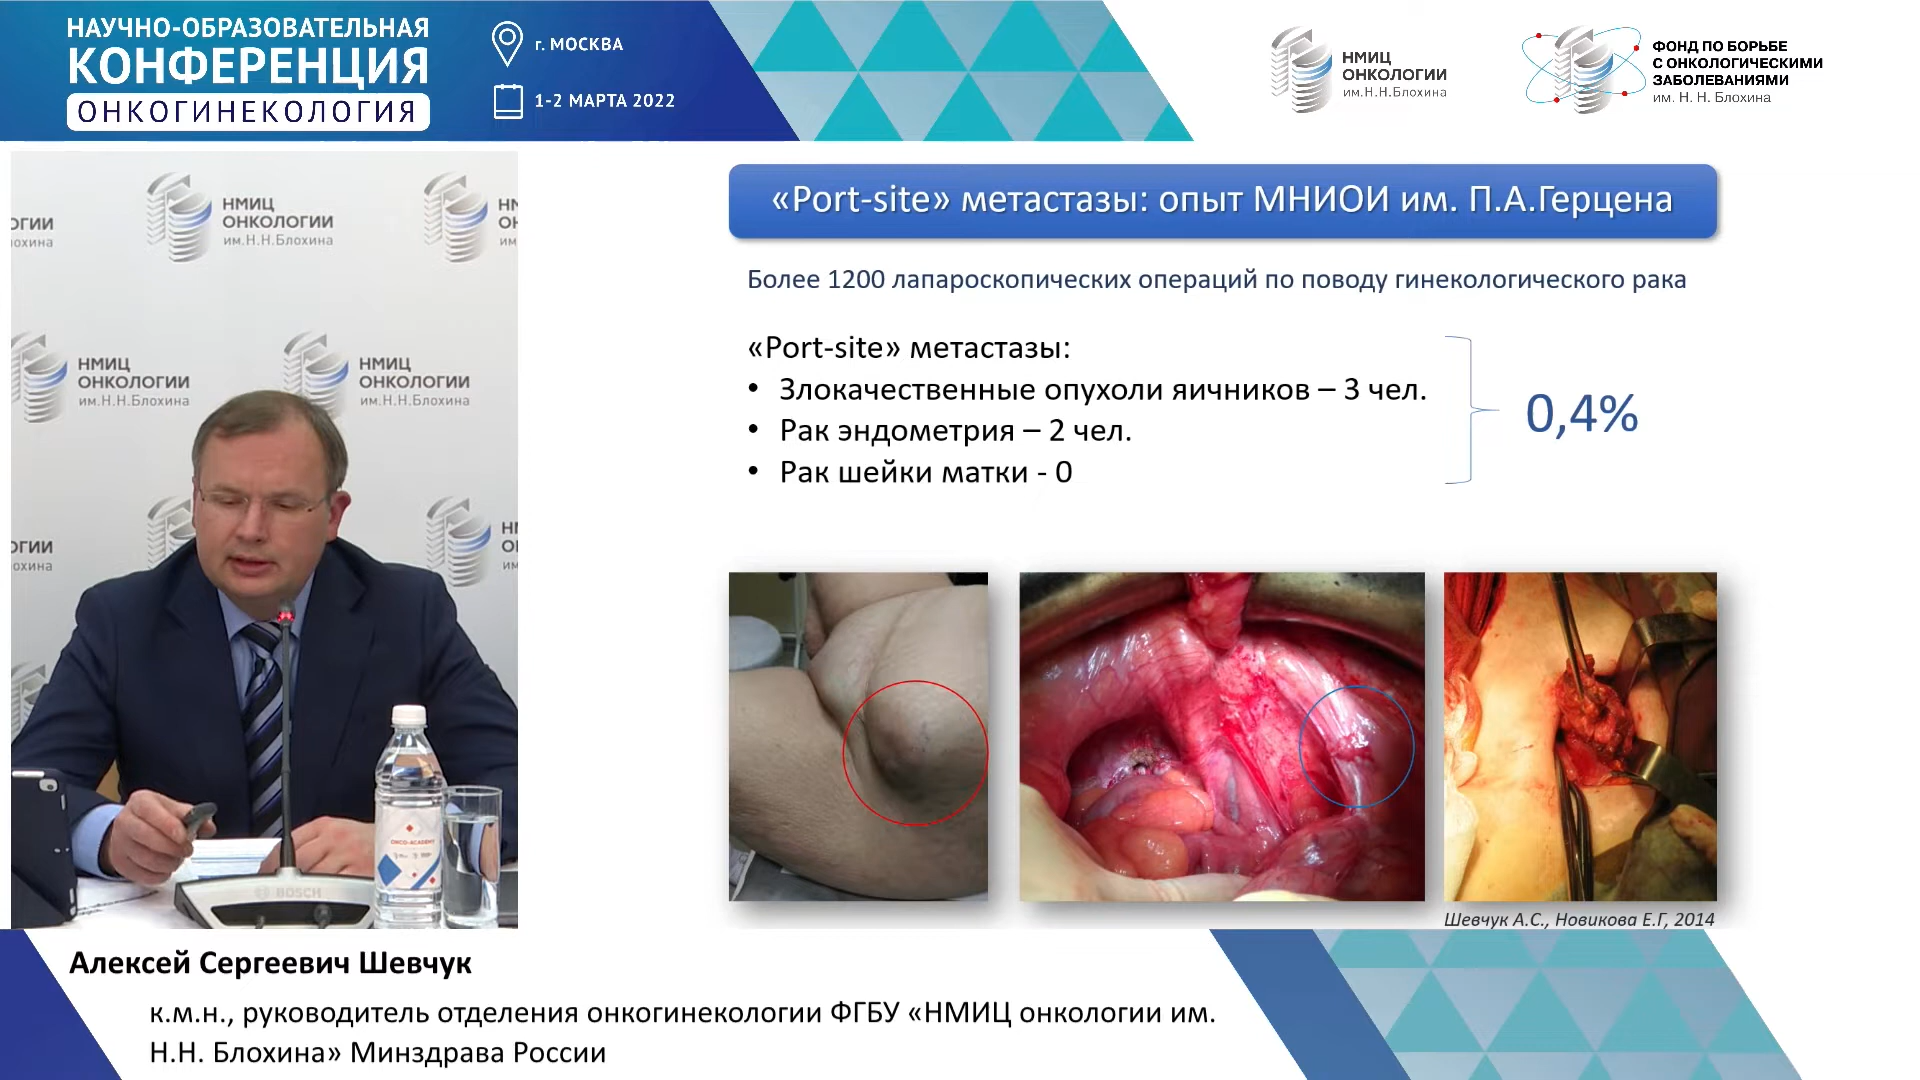 НАУЧНО-ОБРАЗОВАТЕЛЬНАЯ
КОНФЕРЕНЦИЯ
ОНКОГИНЕКОЛОГИЯ
г. МОСКВА
1-2 МАРТА 2022
НМИЦ
ОНКОЛОГИИ
им.Н.Н.Блохина
ФОНД ПО БОРЬБЕ
С ОНКОЛОГИЧЕСКИМИ
ЗАБОЛЕВАНИЯМИ
им. Н. Н. Блохина
НМИЦ
ОНКОЛОГИИ
им.Н.Н.Блохина
НМИЦ
ОНКОЛОГИИ
им.Н.Н.Блохина
НМИЦ
ОНКОЛОГИИ
им.Н.Н.Блохина
ONCO-ACADEMY
BOSCH
«Port-site» метастазы: опыт МНИОИ им. П.А.Герцена
Более 1200 лапароскопических операций по поводу гинекологического рака
«Port-site» метастазы:
• Злокачественные опухоли яичников – 3 чел.
• Рак эндометрия – 2 чел.
• Рак шейки матки - 0
0,4%
Шевчук А.С., Новикова Е.Г, 2014
Алексей Сергеевич Шевчук
к.м.н., руководитель отделения онкогинекологии ФГБУ «НМИЦ онкологии им.
Н.Н. Блохина» Минздрава России